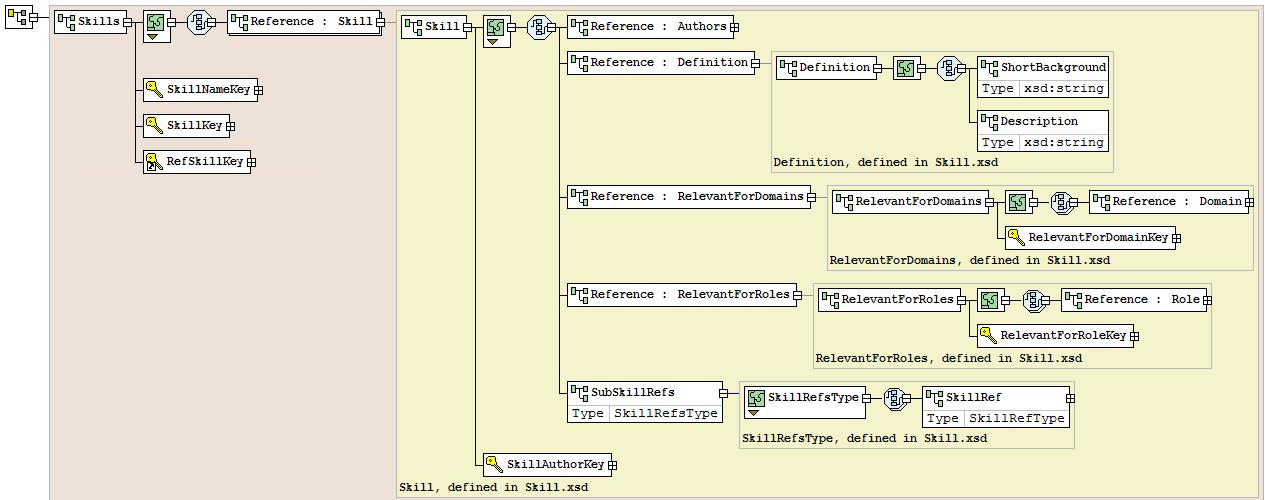 Skills
Reference : Skill
SkillNameKey
SkillKey
RefSkillKey
Skill
Reference : Authors
Reference : Definition
Definition
ShortBackground
Type xsd:string
Description
Type xsd:string
Definition, defined in Skill.xsd
Reference : RelevantForDomains
RelevantForDomains
Reference : Domain
RelevantForDomainKey
RelevantForDomains, defined in Skill.xsd
Reference : RelevantForRoles
RelevantForRoles
Reference : Role
RelevantForRoleKey
RelevantForRoles, defined in Skill.xsd
SubSkillRefs
Type SkillRefsType
SkillRefsType
SkillRef
Type SkillRefType
SkillRefsType, defined in Skill.xsd
SkillAuthorKey
Skill, defined in Skill.xsd